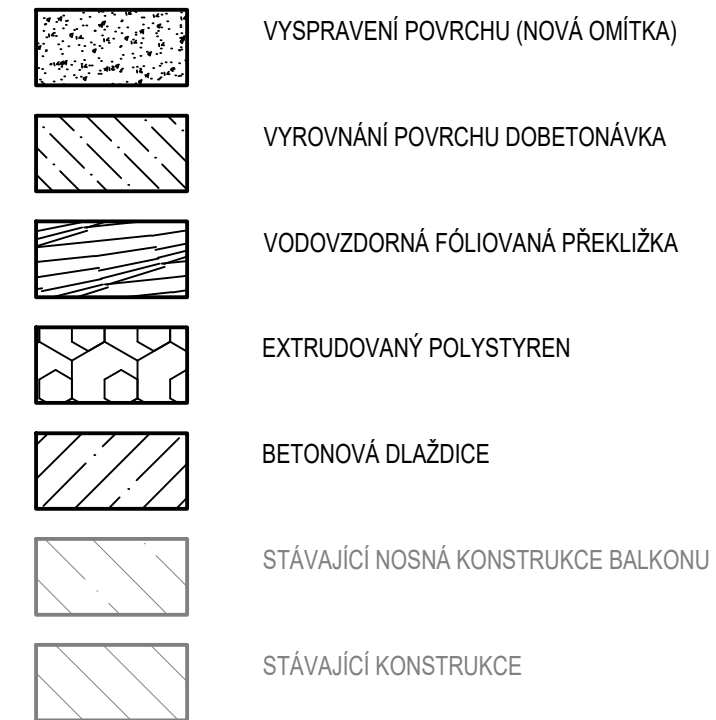 VYSPRAVENÍ POVRCHU (NOVÁ OMÍTKA)
VYROVNÁNÍ POVRCHU DOBETONÁVKA
VODOVZDORNÁ FÓLIOVANÁ PŘEKLIŽKA
EXTRUDOVANÝ POLYSTYREN
BETONOVÁ DLAŽDICE
STÁVAJÍCÍ NOSNÁ KONSTRUKCE BALKONU
STÁVAJÍCÍ KONSTRUKCE